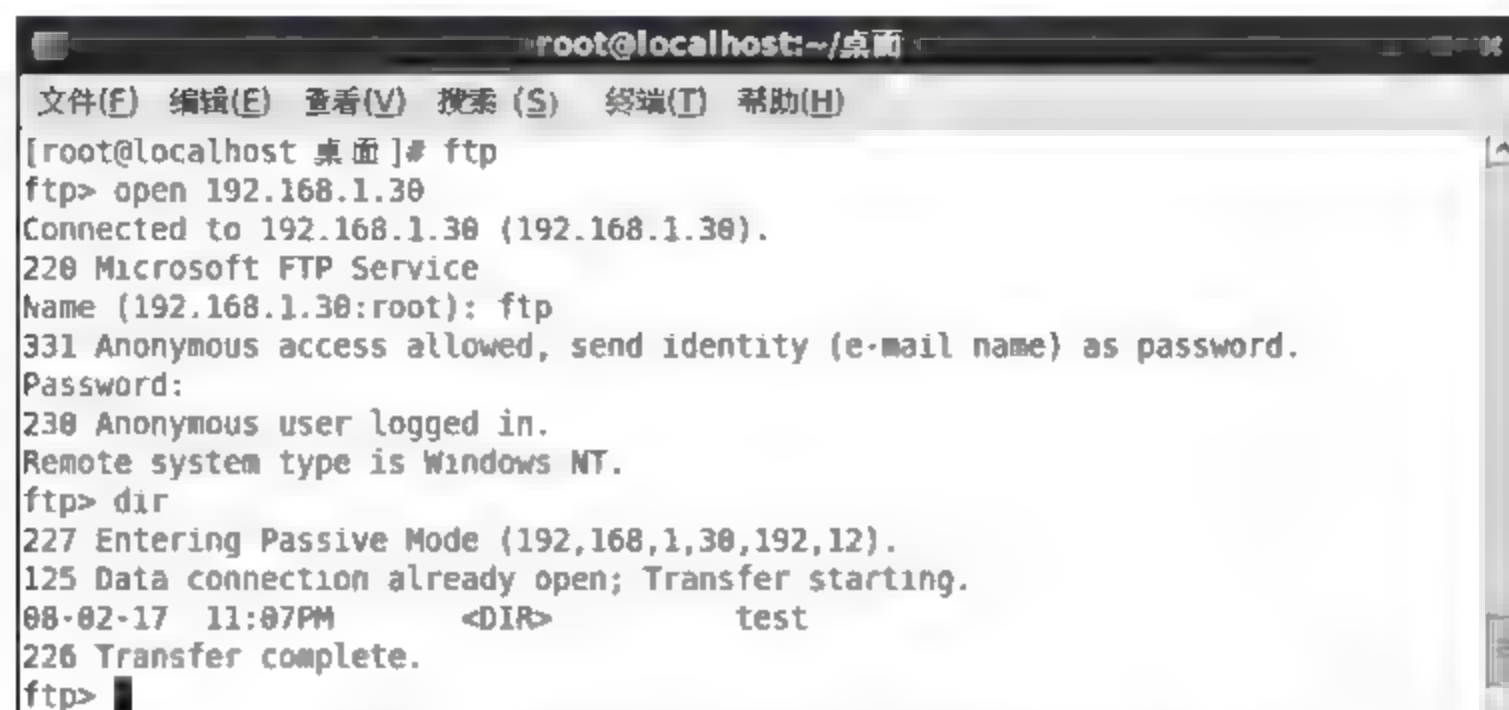 root@localhost:~/桌面
文件(F) 编辑(E) 查看(V) 搜索 (S) 终端(T) 帮助(H)
[root@localhost 桌面]# ftp
ftp> open 192.168.1.30
Connected to 192.168.1.30 (192.168.1.30).
220 Microsoft FTP Service
Name (192.168.1.30:root): ftp
331 Anonymous access allowed, send identity (e-mail name) as password.
Password:
230 Anonymous user logged in.
Remote system type is Windows NT.
ftp> dir
227 Entering Passive Mode (192,168,1,30,192,12).
125 Data connection already open; Transfer starting.
08-02-17 11:07PM <DIR> test
226 Transfer complete.
ftp>